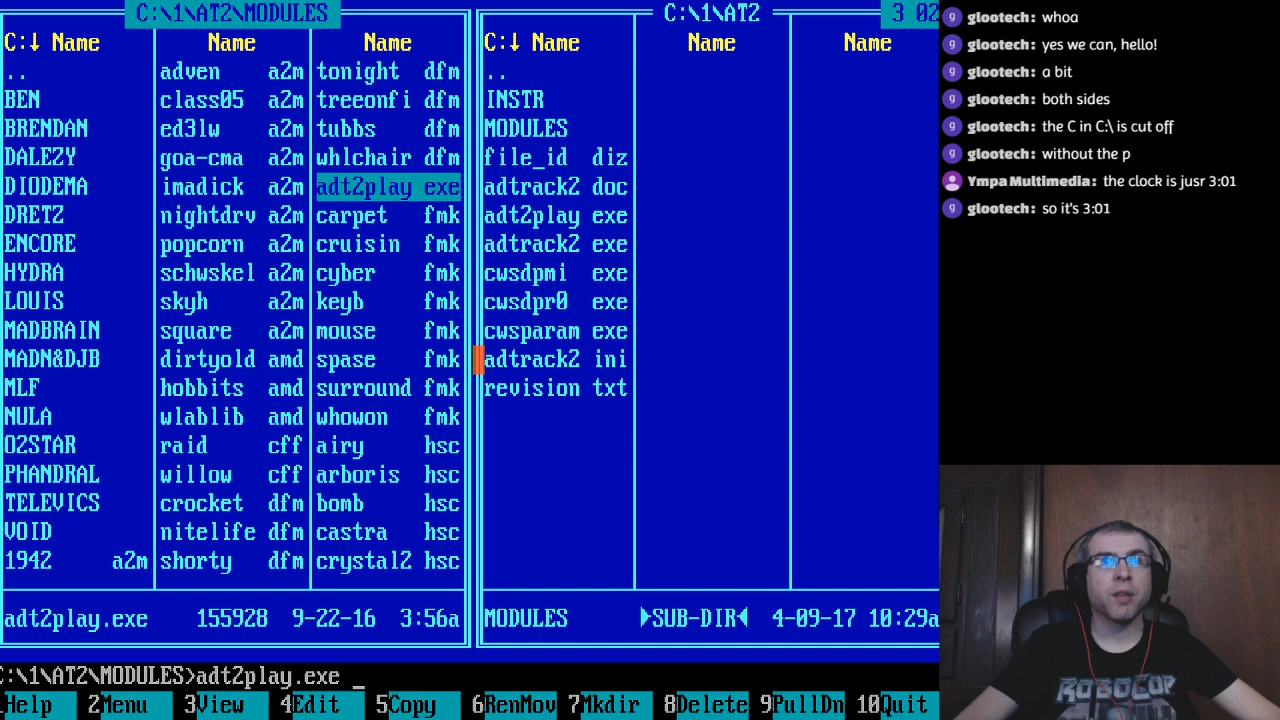 C:\1\AT2\MODULES
C:↓ Name Name Name
.. adven a2m tonight dfm
BEN class05 a2m treeonfi dfm
BRENDAN ed3lw a2m tubbs dfm
DALEZY goa-cma a2m whlchair dfm
DIODEMA imadick a2m adt2play exe
DRETZ nightdrv a2m carpet fmk
ENCORE popcorn a2m cruisin fmk
HYDRA schwskel a2m cyber fmk
LOUIS skyh a2m keyb fmk
MADBRAIN square a2m mouse fmk
MADN&DJB dirtyold amd spase fmk
MLF hobbits amd surround fmk
NULA wlablib amd whowon fmk
O2STAR raid cff airy hsc
PHANDRAL willow cff arboris hsc
TELEVICS crocket dfm bomb hsc
VOID nitelife dfm castra hsc
1942 a2m shorty dfm crystal2 hsc
adt2play.exe 155928 9-22-16 3:56a
C:\1\AT2 3 02
C:↓ Name Name Name
..
INSTR
MODULES
file_id diz
adtrack2 doc
adt2play exe
adtrack2 exe
cwsdpmi exe
cwsdpr0 exe
cwsparam exe
adtrack2 ini
revision txt
MODULES ►SUB-DIR◄ 4-09-17 10:29a
C:\1\AT2\MODULES>adt2play.exe _
1Help 2Menu 3View 4Edit 5Copy 6RenMov 7Mkdir 8Delete 9PullDn 10Quit
g glootech: whoa
g glootech: yes we can, hello!
g glootech: a bit
g glootech: both sides
g glootech: the C in C:\ is cut off
g glootech: without the p
Ympa Multimedia: the clock is jusr 3:01
g glootech: so it's 3:01
ROBOCOP